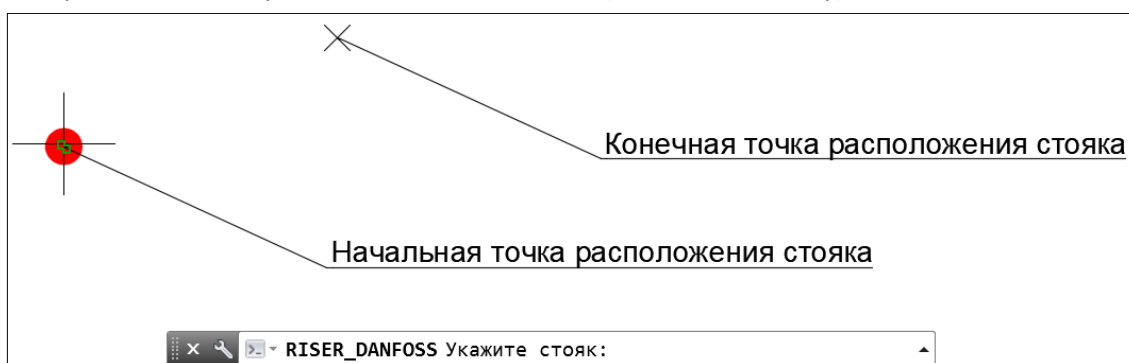 Конечная точка расположения стояка
Начальная точка расположения стояка
RISER_DANFOSS Укажите стояк: